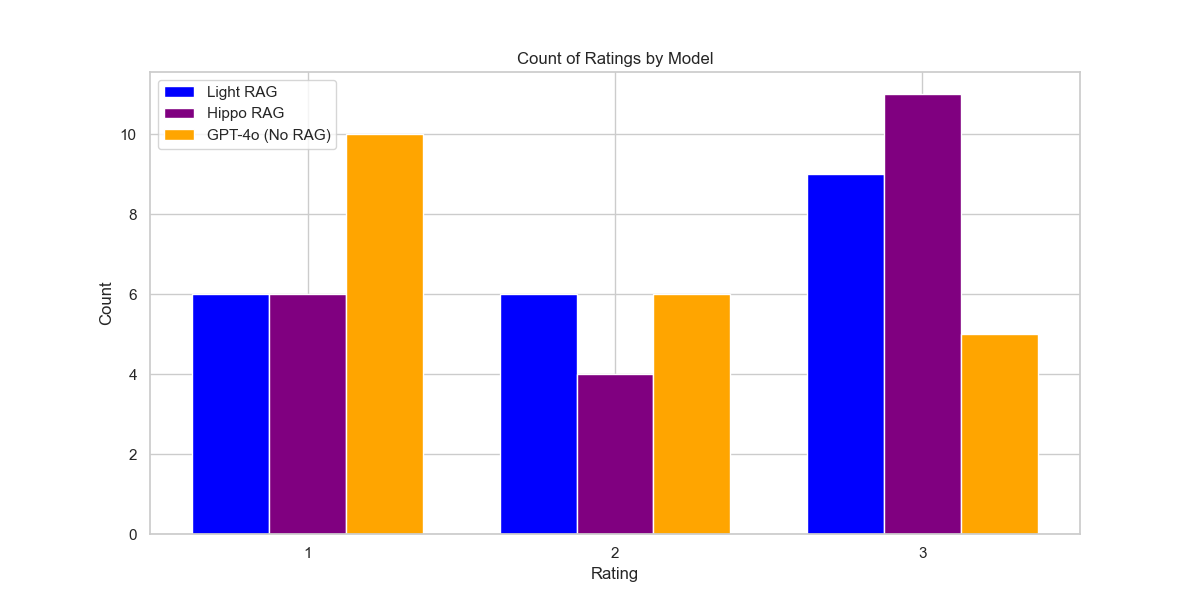 Count of Ratings by Model
Light RAG
Hippo RAG
GPT-4o (No RAG)
10
8
6
4
2
0
Count
1 2 3
Rating